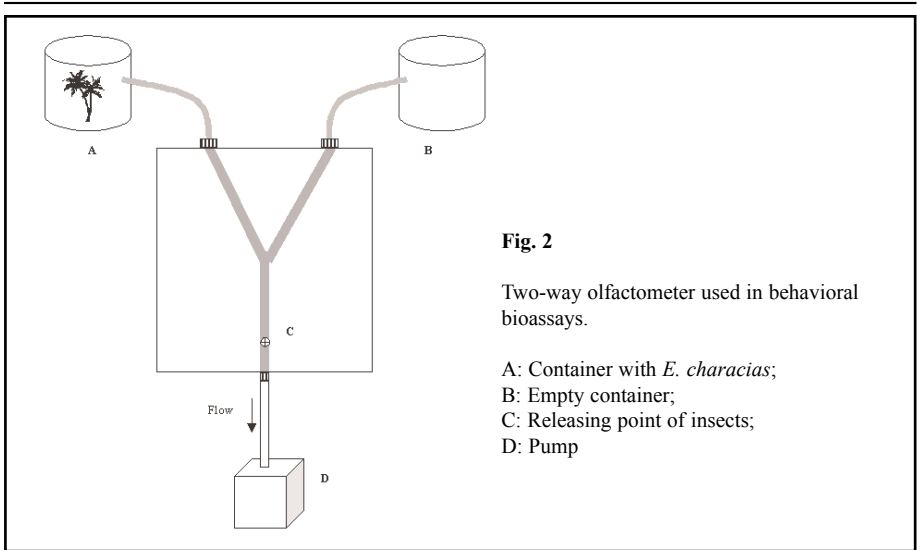 A
B
Fig. 2
Two-way olfactometer used in behavioral
bioassays.
C
A: Container with E. characias;
B: Empty container;
C: Releasing point of insects;
D: Pump
Flow
D